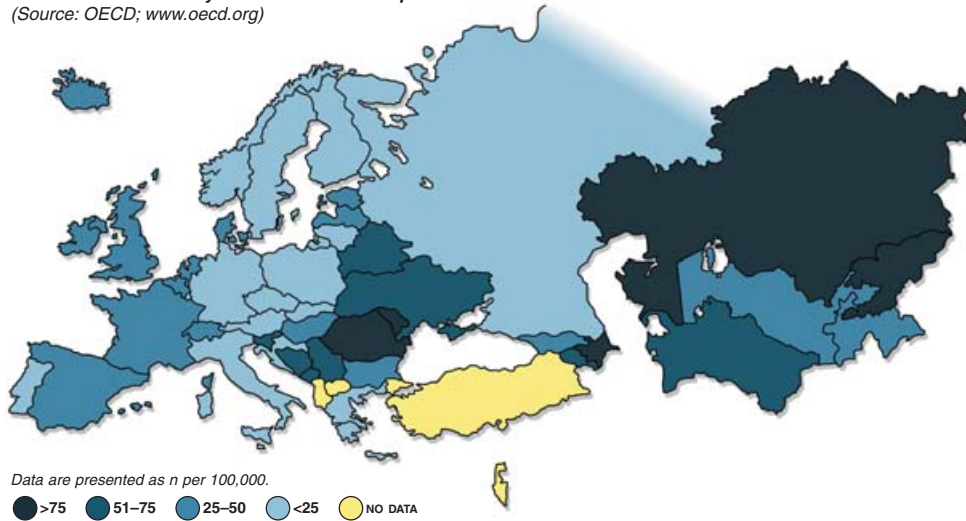 (Source: OECD; www.oecd.org)
Data are presented as n per 100,000.
>75 51–75 25–50 <25 NO DATA